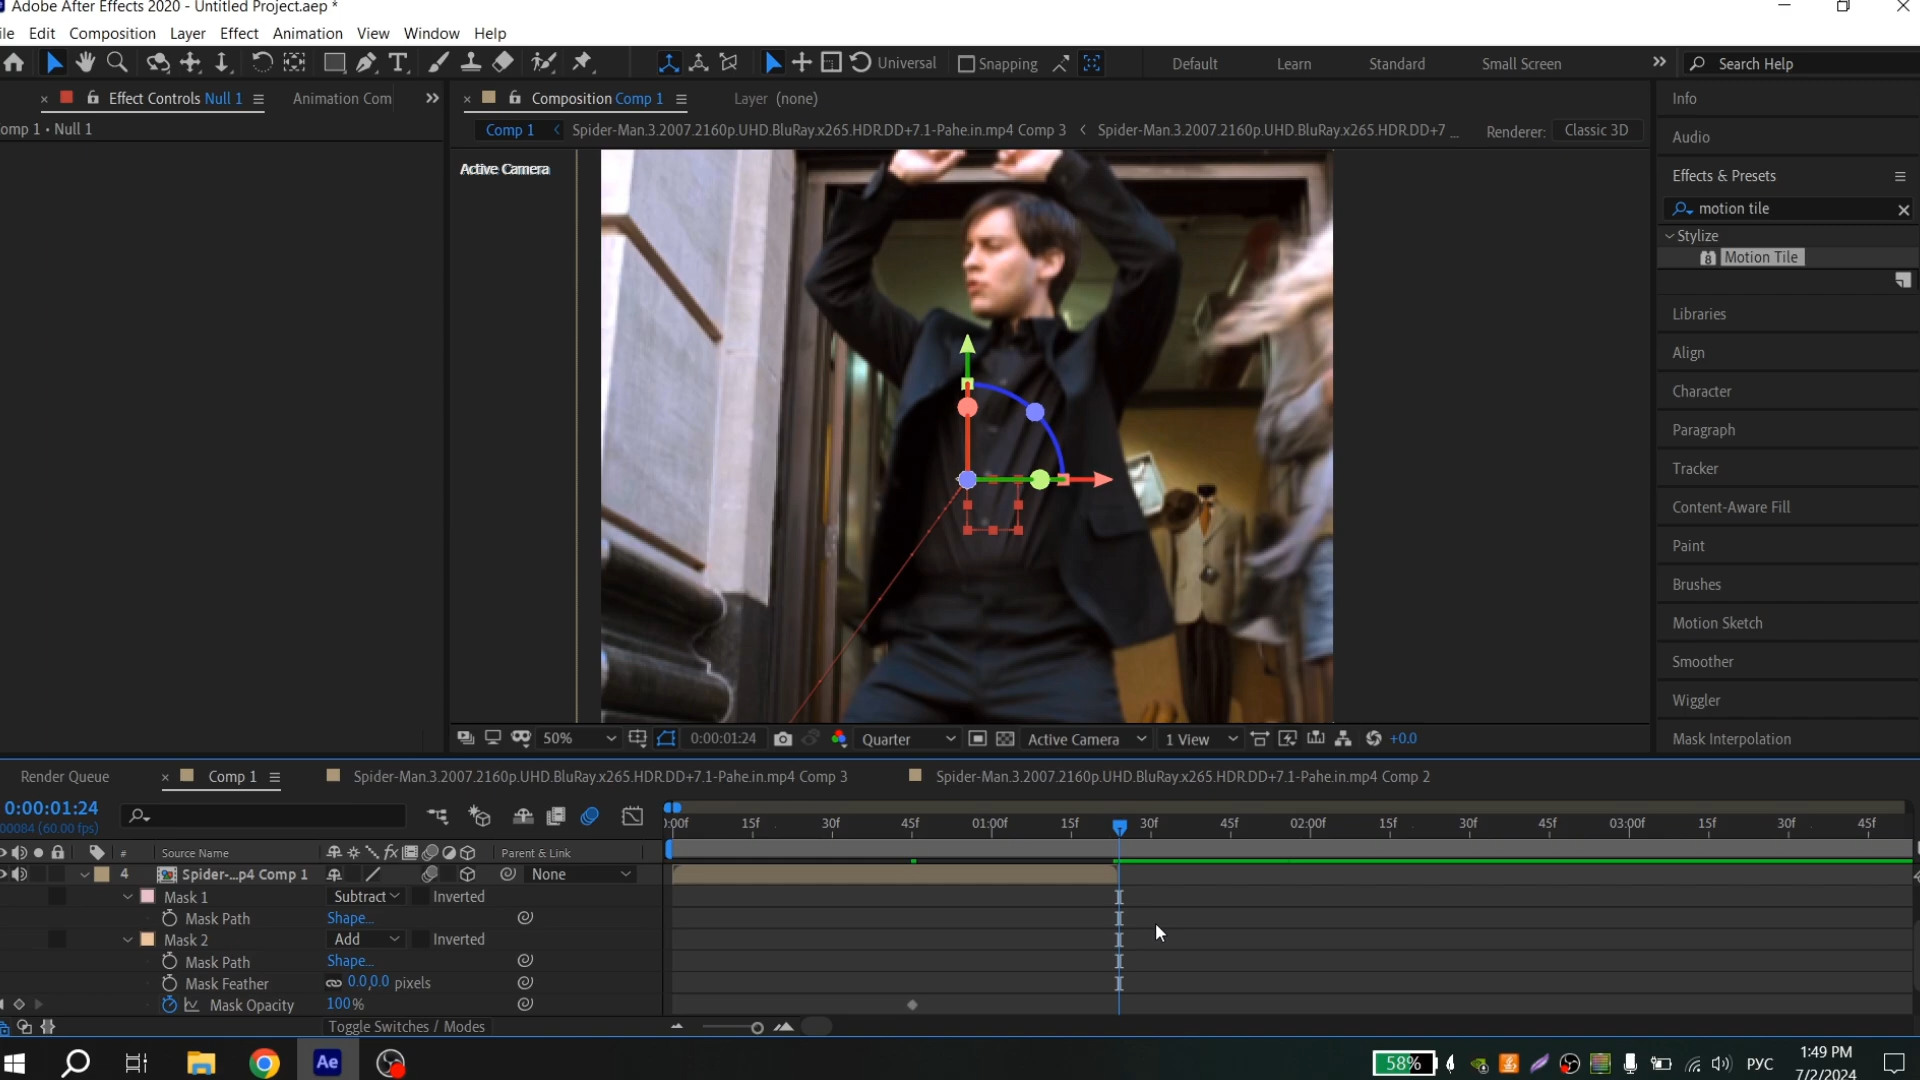 Adobe After Effects 2020 - Untitled Project.aep *
ile Edit Composition Layer Effect Animation View Window Help
Universal Snapping Default Learn Standard Small Screen Search Help
Effect Controls Null 1 Animation Com Composition Comp 1 Layer (none) Info
omp 1 • Null 1 Comp 1 Spider-Man.3.2007.2160p.UHD.BluRay.x265.HDR.DD+7.1-Pahe.in.mp4 Comp 3 Spider-Man.3.2007.2160p.UHD.BluRay.x265.HDR.DD+7 ... Renderer: Classic 3D Audio
Active Camera
Effects & Presets
motion tile
Stylize
8 Motion Tile
Libraries
Align
Character
Paragraph
Tracker
Content-Aware Fill
Paint
Brushes
Motion Sketch
Smoother
Wiggler
Mask Interpolation
50% 0:00:01:24 Quarter Active Camera 1 View +0.0
Render Queue Comp 1 Spider-Man.3.2007.2160p.UHD.BluRay.x265.HDR.DD+7.1-Pahe.in.mp4 Comp 3 Spider-Man.3.2007.2160p.UHD.BluRay.x265.HDR.DD+7.1-Pahe.in.mp4 Comp 2
0:00:01:24
00084 (60.00 fps)
):00f 15f 30f 45f 01:00f 15f 30f 45f 02:00f 15f 30f 45f 03:00f 15f 30f 45f
# Source Name fx Parent & Link
4 Spider-...p4 Comp 1 None
Mask 1 Subtract Inverted
Mask Path Shape...
Mask 2 Add Inverted
Mask Path Shape...
Mask Feather 0.0,0.0 pixels
Mask Opacity 100%
Toggle Switches / Modes
Ae 58% РУС 1:49 PM
7/2/2024